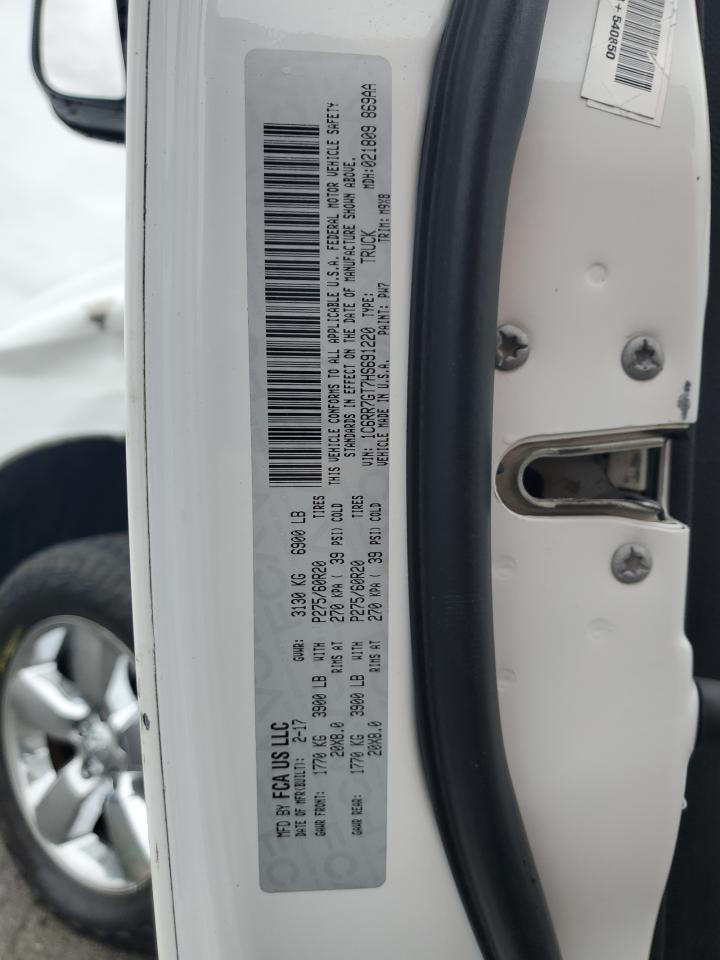 MFD BY FCA US LLC
DATE OF MFR(BUILT): 2-17 GVWR: 3130 KG 6900 LB
GAWR FRONT: 1770 KG 3900 LB WITH P275/60R20 TIRES
20X8.0 RIMS AT 270 KPA ( 39 PSI) COLD
GAWR REAR: 1770 KG 3900 LB WITH P275/60R20 TIRES
20X8.0 RIMS AT 270 KPA ( 39 PSI) COLD
THIS VEHICLE CONFORMS TO ALL APPLICABLE U.S.A. FEDERAL MOTOR VEHICLE SAFETY
STANDARDS IN EFFECT ON THE DATE OF MANUFACTURE SHOWN ABOVE.
VIN: 1C6RR7GT7HS691220 TYPE: TRUCK MDH:021809 869AA
VEHICLE MADE IN U.S.A. PAINT: PW7 TRIM: M9X8
+ 540850